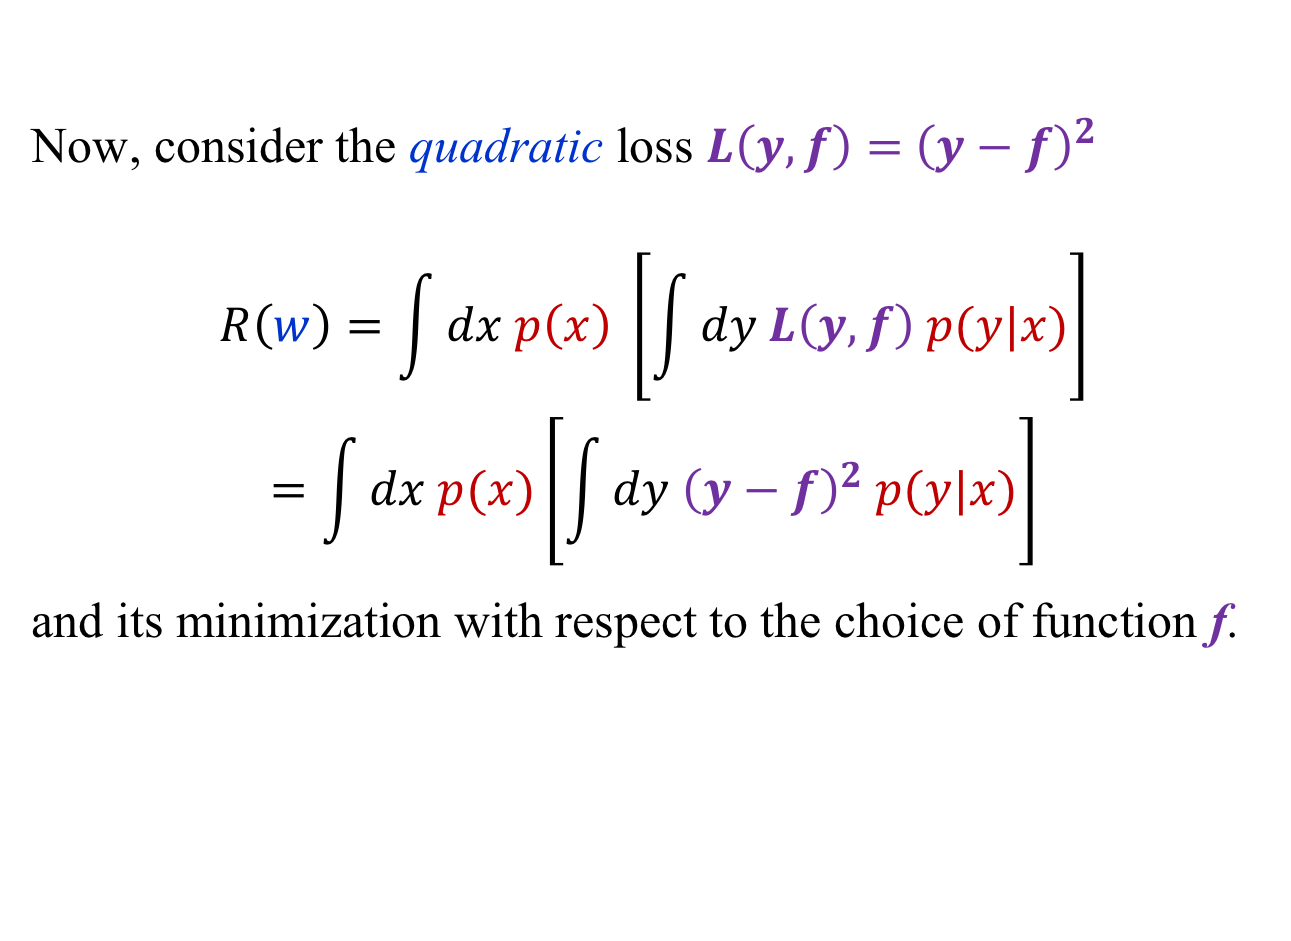 Now, consider the quadratic loss L(y, f) = (y − f)²
R(w) = ∫ dx p(x) [∫ dy L(y, f) p(y|x)]
= ∫ dx p(x) [∫ dy (y − f)² p(y|x)]
and its minimization with respect to the choice of function f.